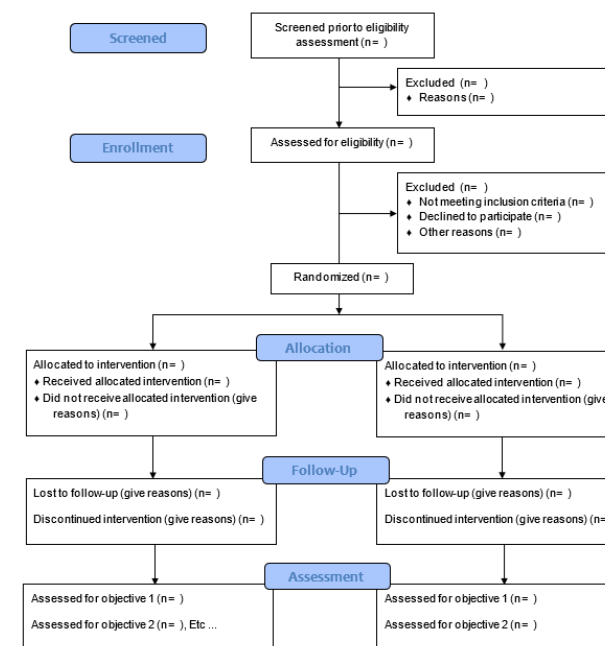 Screened
Screened prior to eligibility
assessment (n= )
Excluded (n= )
♦ Reasons (n= )
Enrollment
Assessed for eligibility (n= )
Excluded (n= )
♦ Not meeting inclusion criteria (n= )
♦ Declined to participate (n= )
♦ Other reasons (n= )
Randomized (n= )
Allocation
Allocated to intervention (n= )
♦ Received allocated intervention (n= )
♦ Did not receive allocated intervention (give
reasons) (n= )
Allocated to intervention (n= )
♦ Received allocated intervention (n= )
♦ Did not receive allocated intervention (give
reasons) (n= )
Follow-Up
Lost to follow-up (give reasons) (n= )
Discontinued intervention (give reasons) (n= )
Lost to follow-up (give reasons) (n= )
Discontinued intervention (give reasons) (n=
Assessment
Assessed for objective 1 (n= )
Assessed for objective 2 (n= ), Etc ...
Assessed for objective 1 (n= )
Assessed for objective 2 (n= )